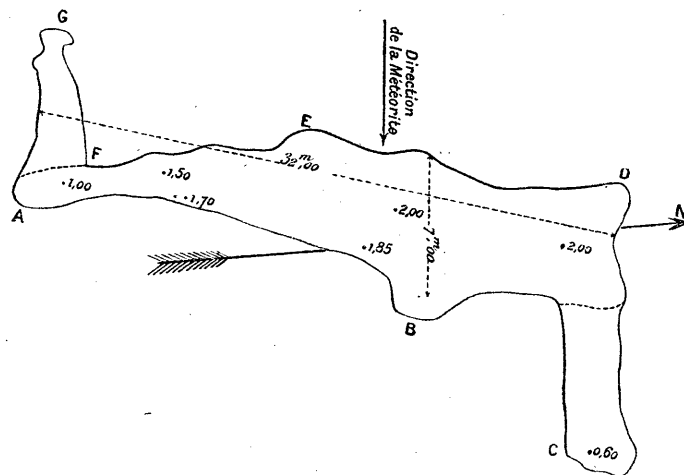 G
Direction
de la Météorite
E
D
F
32,00 m
1,50
1,00
1,70
A
2,00
N
7,00 m
1,85
2,00
B
C
0,60